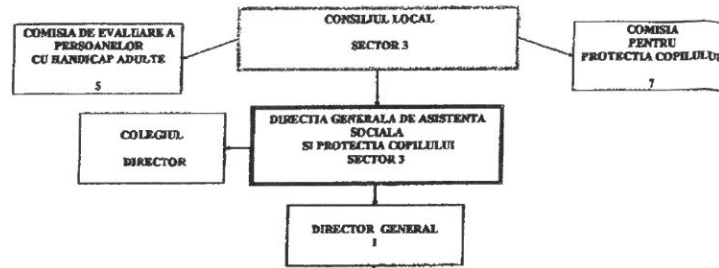 CONSILIUL LOCAL
SECTOR 3
COMISIA DE EVALUARE A
PERSOANELOR
CU HANDICAP ADULTE
5
COMISIA
PENTRU
PROTECTIA COPILULUI
7
DIRECTIA GENERALA DE ASISTENTA
SOCIALA
SI PROTECTIA COPILULUI
SECTOR 3
COLEGIUL
DIRECTOR
DIRECTOR GENERAL
1